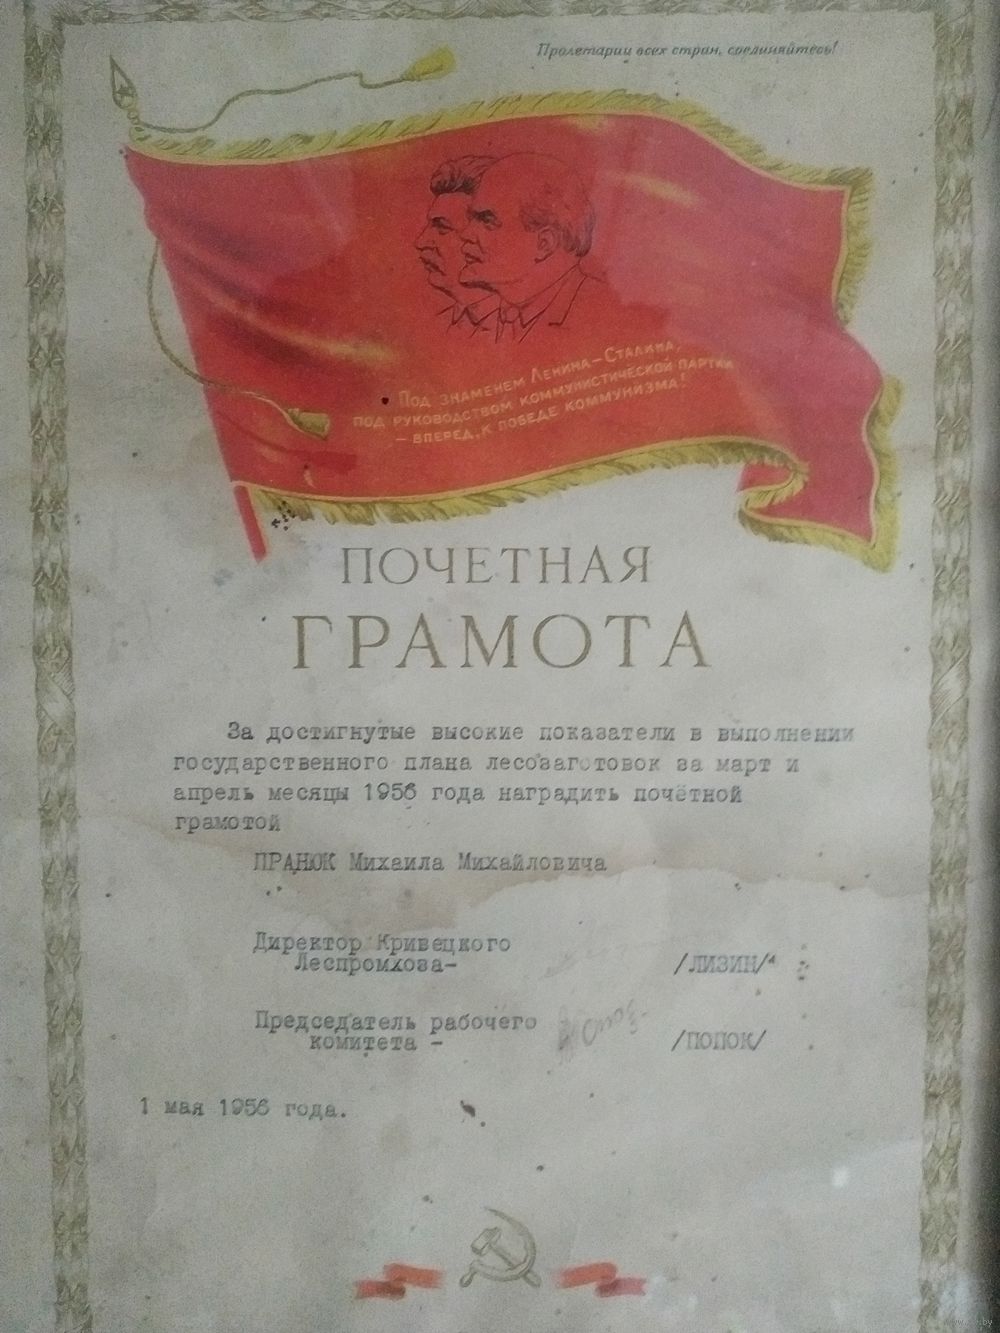 Пролетарии всех стран, соединяйтесь!
Под знаменем Ленина–Сталина,
под руководством коммунистической партии
– вперед, к победе коммунизма!
ПОЧЕТНАЯ
ГРАМОТА
За достигнутые высокие показатели в выполнении
государственного плана лесозаготовок за март и
апрель месяцы 1956 года наградить почётной
грамотой
ПРАНЮК Михаила Михайловича
Директор Кривецкого
Леспромхоза- /ЛИЗИН/
Председатель рабочего
комитета - /ПОПОК/
1 мая 1956 года.